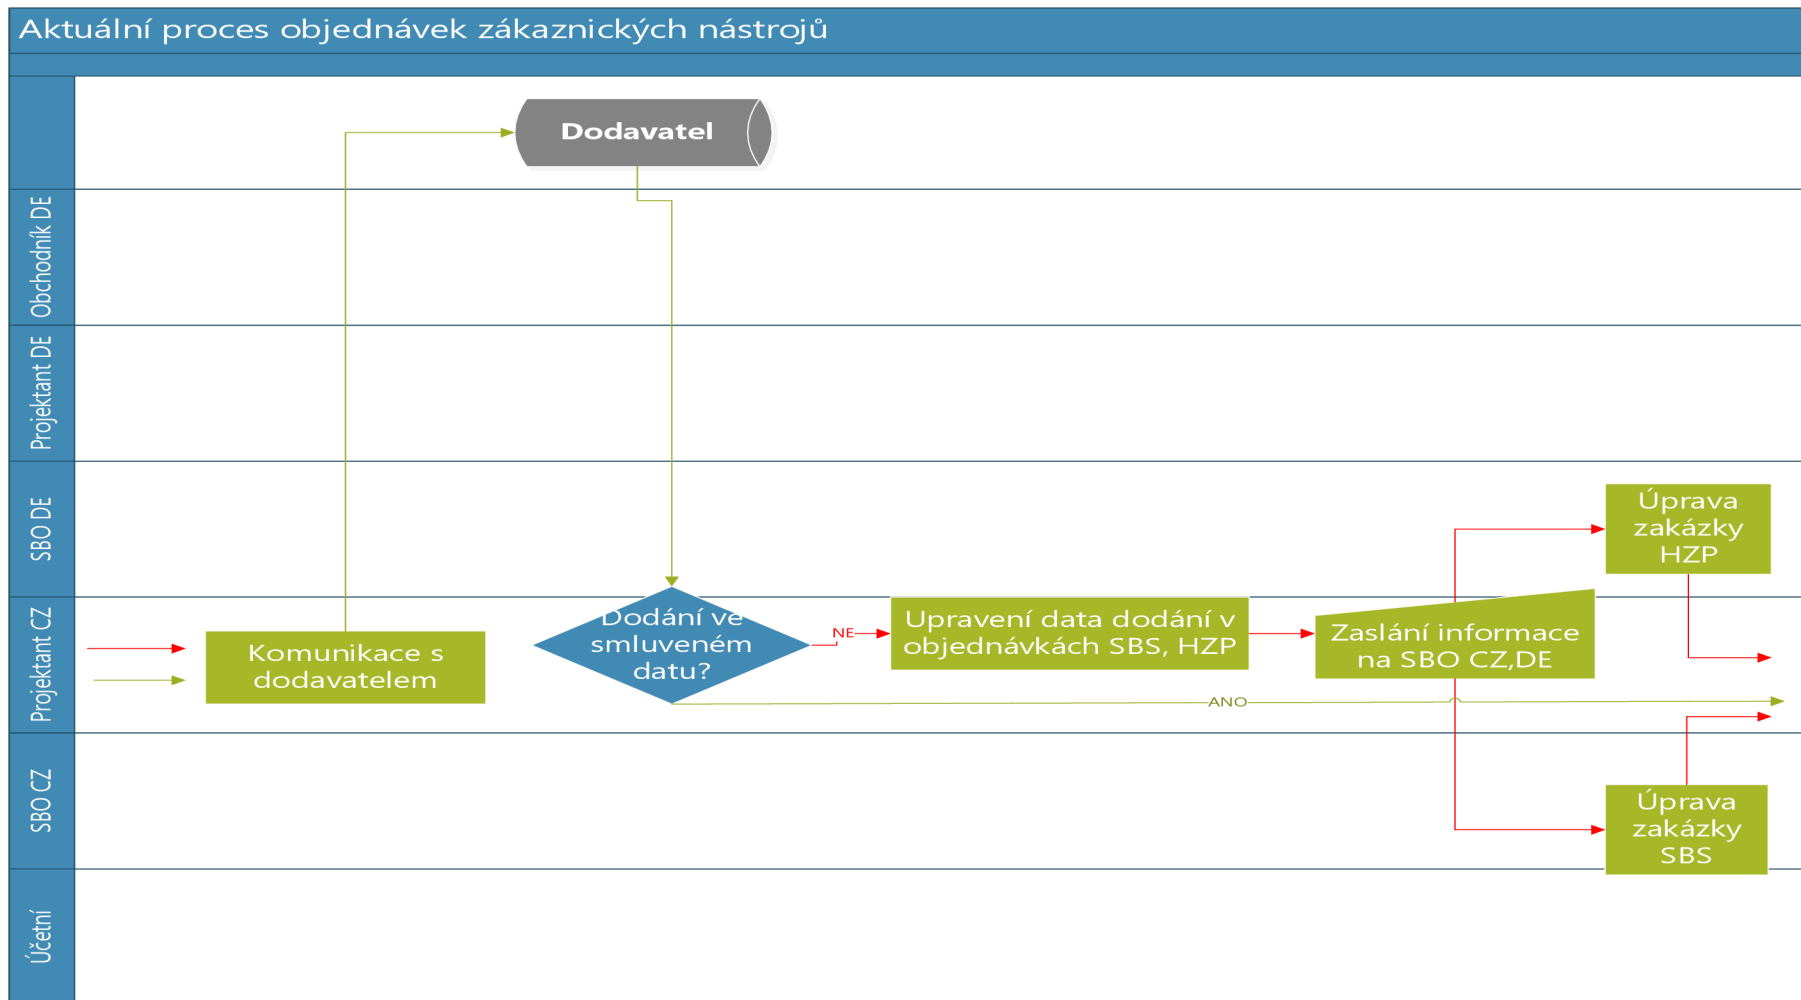 Aktuální proces objednávek zákaznických nástrojů
Dodavatel
Obchodník DE
Projektant DE
SBO DE
Úprava
zakázky
HZP
Projektant CZ
Komunikace s
dodavatelem
Dodání ve
smluveném
datu?
NE
Upravení data dodání v
objednávkách SBS, HZP
Zaslání informace
na SBO CZ,DE
ANO
SBO CZ
Úprava
zakázky
SBS
Účetní